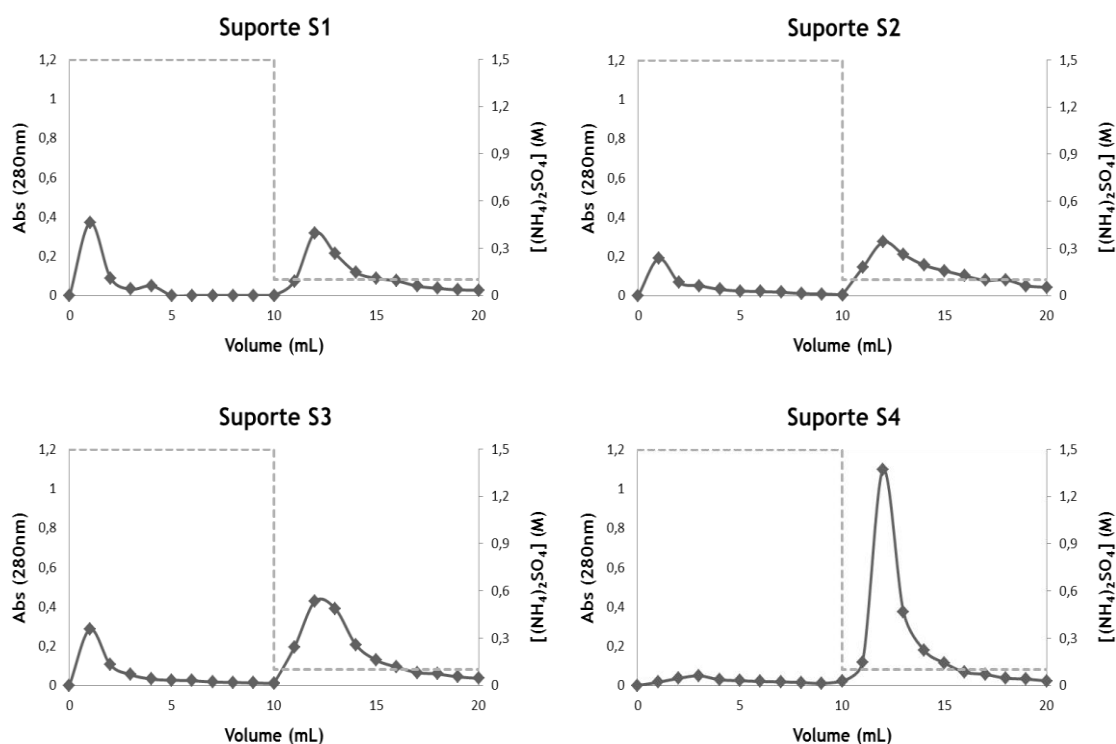 Suporte S1
1,2
1
0,8
0,6
0,4
0,2
0
Abs (280nm)
1,5
1,2
0,9
0,6
0,3
0
[(NH4)2SO4] (M)
0 5 10 15 20
Volume (mL)
Suporte S2
1,2
1
0,8
0,6
0,4
0,2
0
Abs (280nm)
1,5
1,2
0,9
0,6
0,3
0
[(NH4)2SO4] (M)
0 5 10 15 20
Volume (mL)
Suporte S3
1,2
1
0,8
0,6
0,4
0,2
0
Abs (280nm)
1,5
1,2
0,9
0,6
0,3
0
[(NH4)2SO4] (M)
0 5 10 15 20
Volume (mL)
Suporte S4
1,2
1
0,8
0,6
0,4
0,2
0
Abs (280nm)
1,5
1,2
0,9
0,6
0,3
0
[(NH4)2SO4] (M)
0 5 10 15 20
Volume (mL)